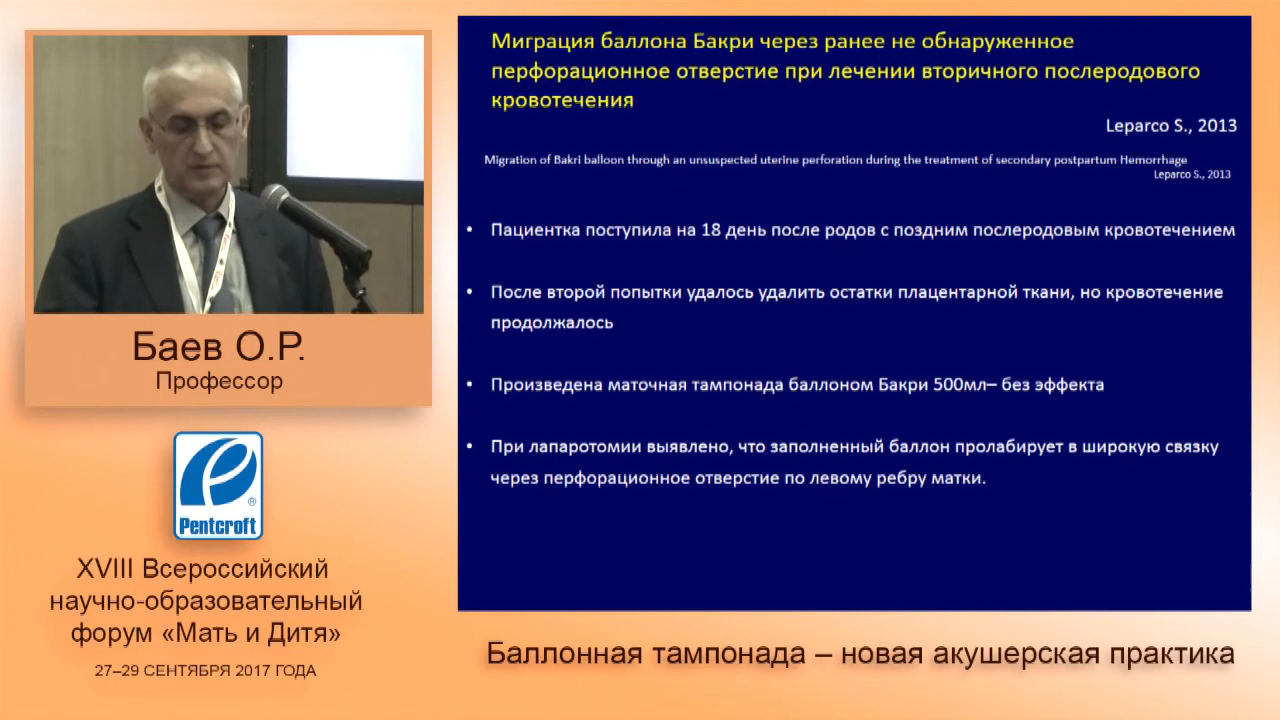 Миграция баллона Бакри через ранее не обнаруженное
перфорационное отверстие при лечении вторичного послеродового
кровотечения
Leparco S., 2013
Migration of Bakri balloon through an unsuspected uterine perforation during the treatment of secondary postpartum Hemorrhage
Leparco S., 2013
• Пациентка поступила на 18 день после родов с поздним послеродовым кровотечением
• После второй попытки удалось удалить остатки плацентарной ткани, но кровотечение
продолжалось
• Произведена маточная тампонада баллоном Бакри 500мл– без эффекта
• При лапаротомии выявлено, что заполненный баллон пролабирует в широкую связку
через перфорационное отверстие по левому ребру матки.
Баев О.Р.
Профессор
Pentcroft
®
XVIII Всероссийский
научно-образовательный
форум «Мать и Дитя»
27–29 СЕНТЯБРЯ 2017 ГОДА
Баллонная тампонада – новая акушерская практика